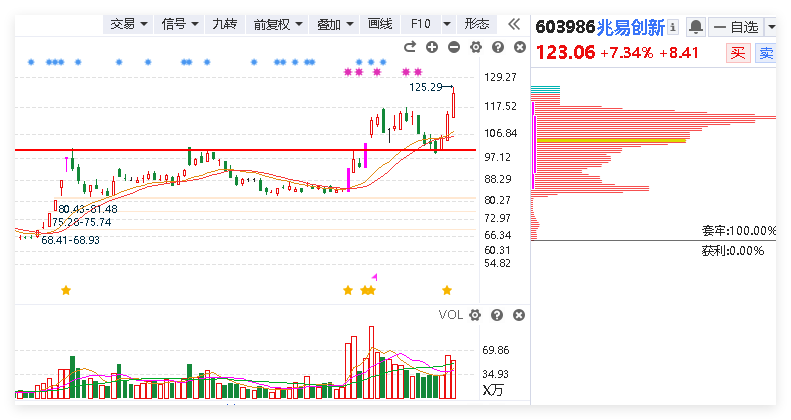 交易 信号 九转 前复权 叠加 画线 F10 形态
603986兆易创新 一 自选
123.06 +7.34% +8.41 买 卖
129.27
125.29
117.52
106.84
97.12
88.29
80.27
80.43-81.48
72.97
75.28-75.74
66.34
68.41-68.93
60.31
54.82
套牢:100.00%
获利:0.00%
VOL
69.86
34.93
X万